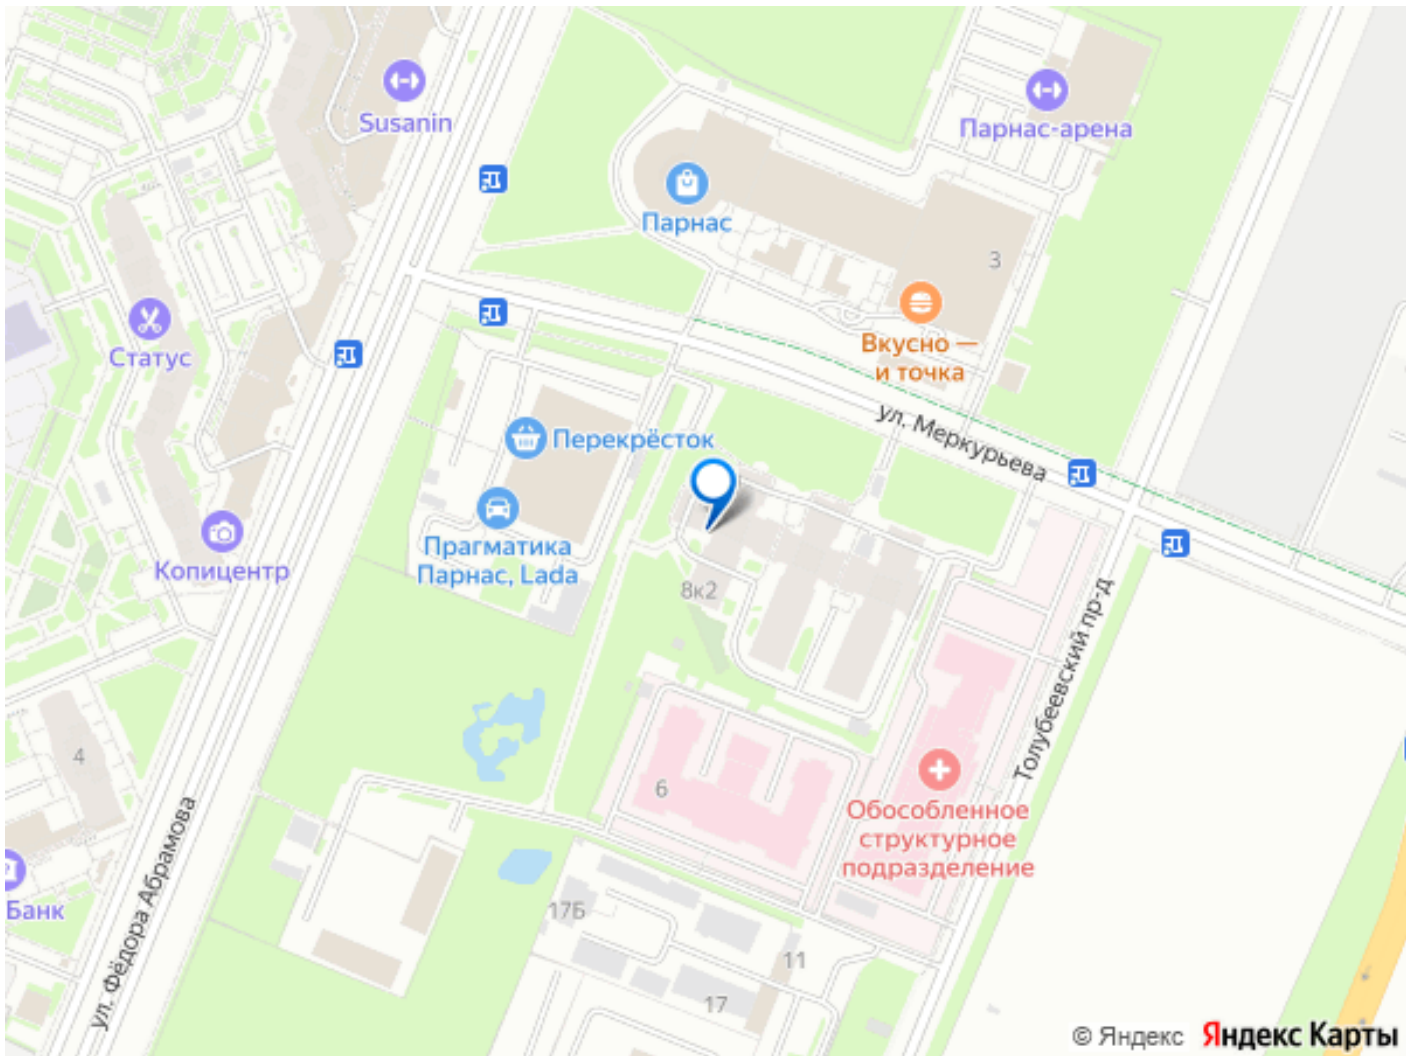 Susanin
Парнас-арена
Парнас
3
Статус
Вкусно —
и точка
ул. Меркурьева
Перекрёсток
Прагматика
Парнас, Lada
Копицентр
8к2
Толубеевский пр-д
4
6
Обособленное
структурное
подразделение
ул. Фёдора Абрамова
Банк
17Б
11
17
© Яндекс Яндекс Карты